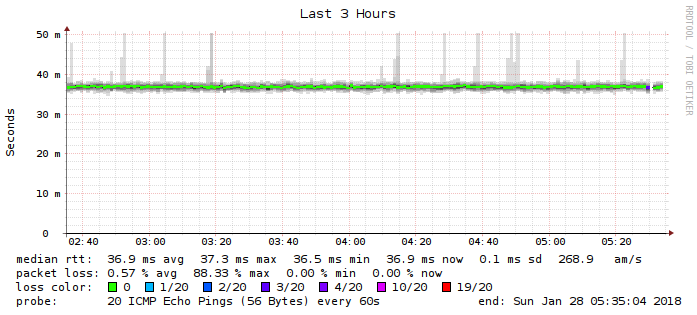 Last 3 Hours
RRDTOOL / TOBI OETIKER
Seconds
50 m
40 m
30 m
20 m
10 m
0
02:40 03:00 03:20 03:40 04:00 04:20 04:40 05:00 05:20
median rtt: 36.9 ms avg 37.3 ms max 36.5 ms min 36.9 ms now 0.1 ms sd 268.9 am/s
packet loss: 0.57 % avg 88.33 % max 0.00 % min 0.00 % now
loss color: 0 1/20 2/20 3/20 4/20 10/20 19/20
probe: 20 ICMP Echo Pings (56 Bytes) every 60s end: Sun Jan 28 05:35:04 2018